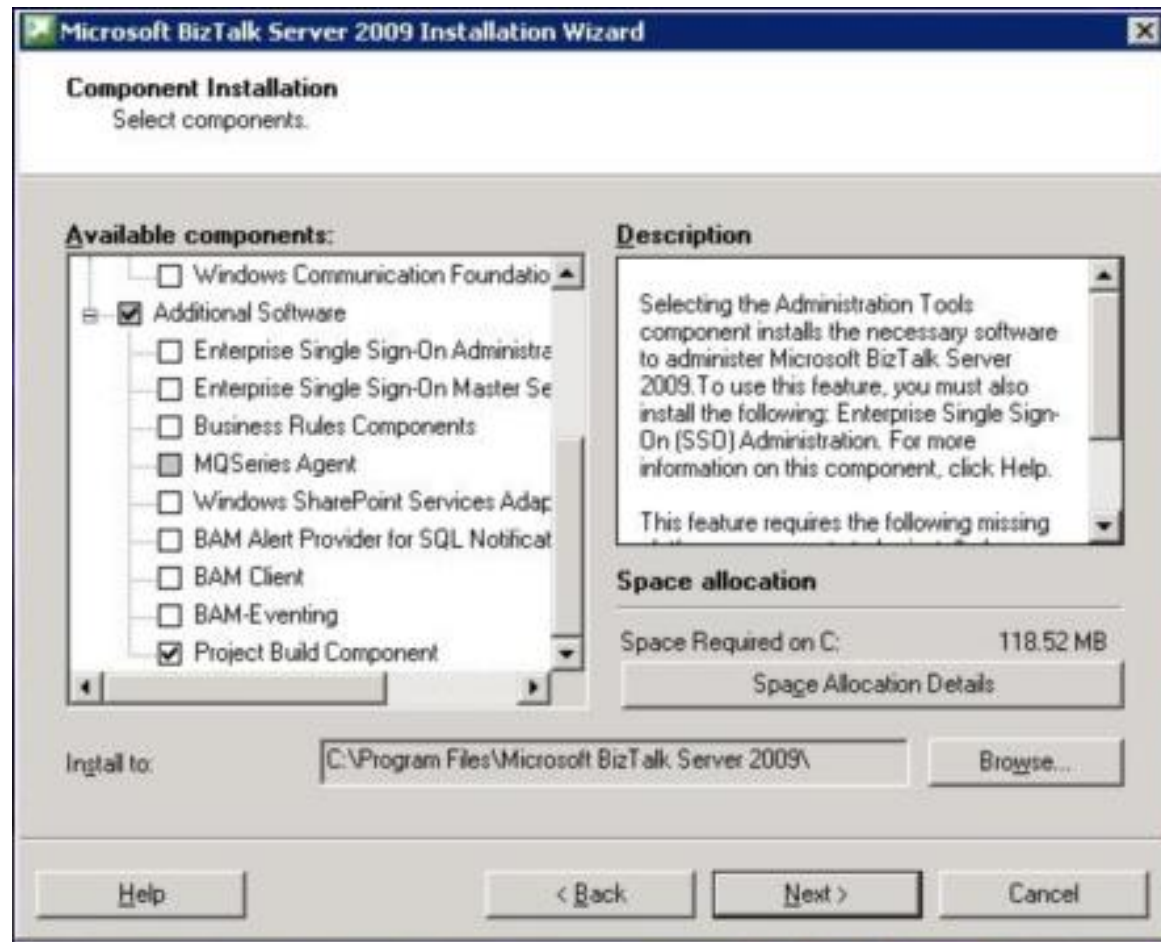 Microsoft BizTalk Server 2009 Installation Wizard
Component Installation
Select components.
Available components:
Windows Communication Foundatio
Additional Software
Enterprise Single Sign-On Administra
Enterprise Single Sign-On Master Se
Business Rules Components
MQSeries Agent
Windows SharePoint Services Adap
BAM Alert Provider for SQL Notificat
BAM Client
BAM-Eventing
Project Build Component
Description
Selecting the Administration Tools
component installs the necessary software
to administer Microsoft BizTalk Server
2009.To use this feature, you must also
install the following: Enterprise Single Sign-
On (SSO) Administration. For more
information on this component, click Help.
This feature requires the following missing
Space allocation
Space Required on C: 118.52 MB
Space Allocation Details
Install to: C:\Program Files\Microsoft BizTalk Server 2009\ Browse...
Help < Back Next > Cancel